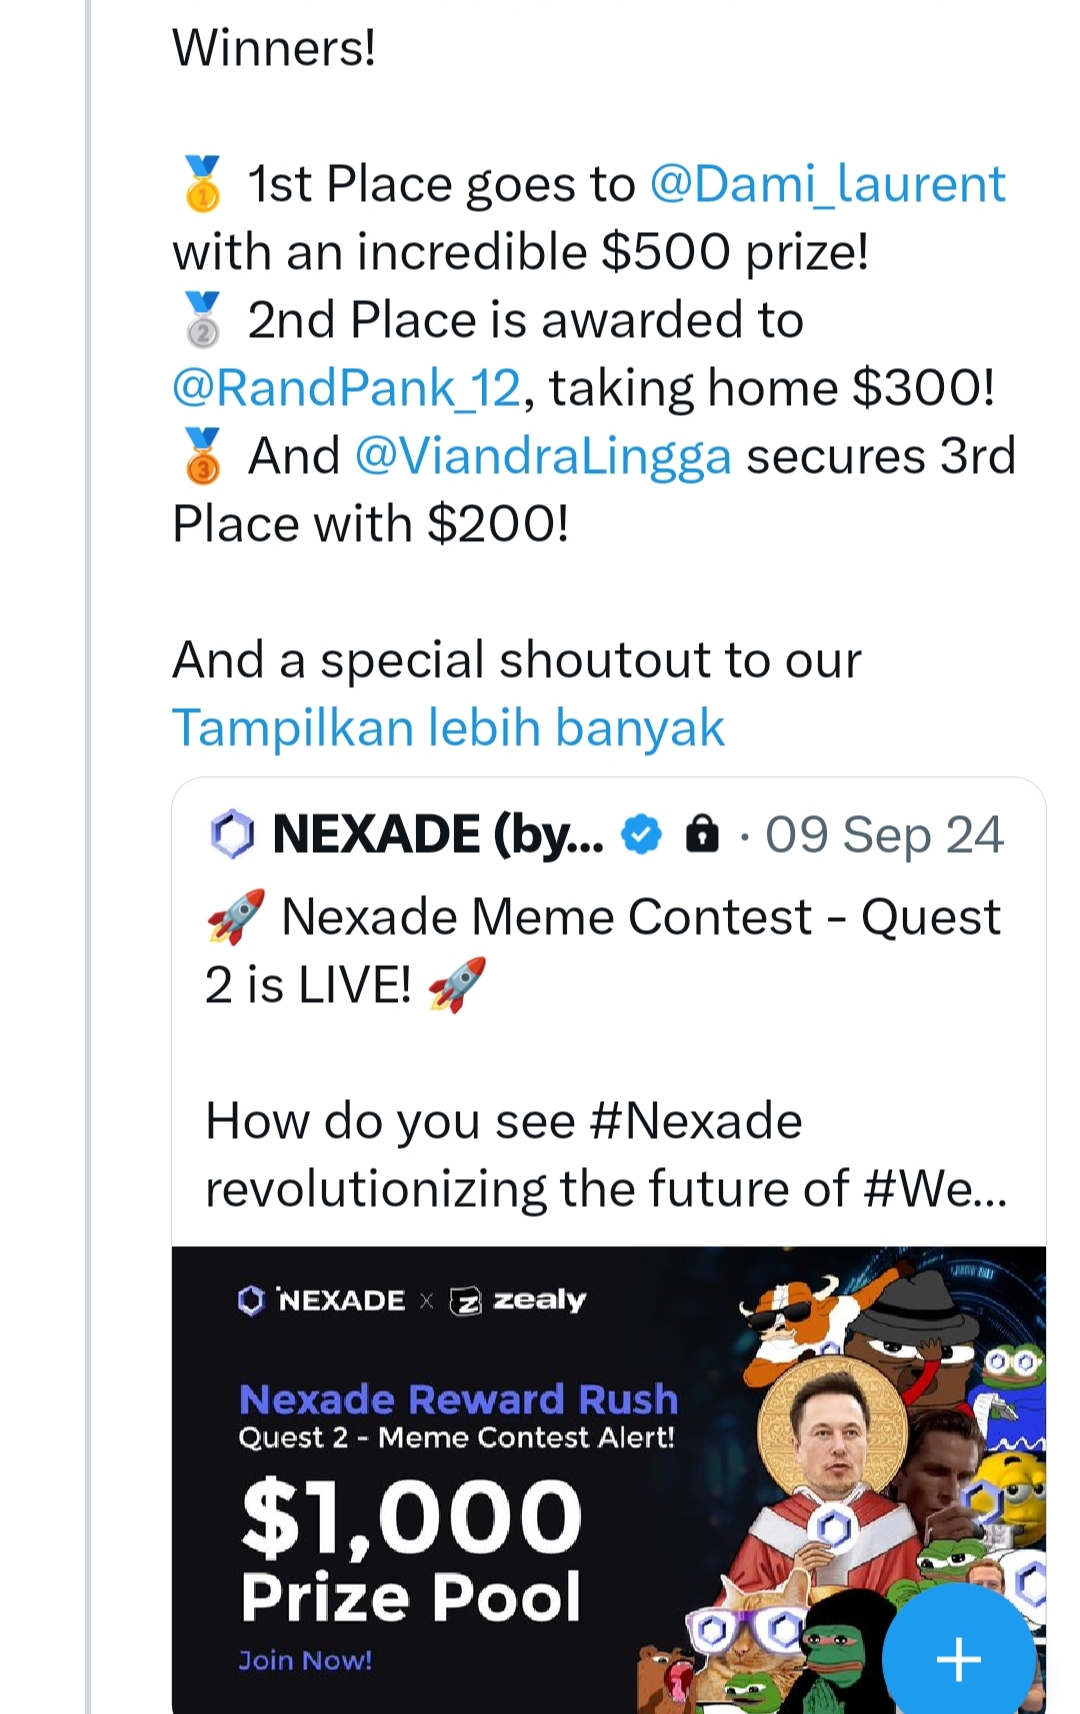 Winners!
🥇 1st Place goes to @Dami_laurent
with an incredible $500 prize!
🥈 2nd Place is awarded to
@RandPank_12, taking home $300!
🥉 And @ViandraLingga secures 3rd
Place with $200!
And a special shoutout to our
Tampilkan lebih banyak
NEXADE (by... · 09 Sep 24
🚀 Nexade Meme Contest - Quest
2 is LIVE! 🚀
How do you see #Nexade
revolutionizing the future of #We...
NEXADE x zealy
Nexade Reward Rush
Quest 2 - Meme Contest Alert!
$1,000
Prize Pool
Join Now!